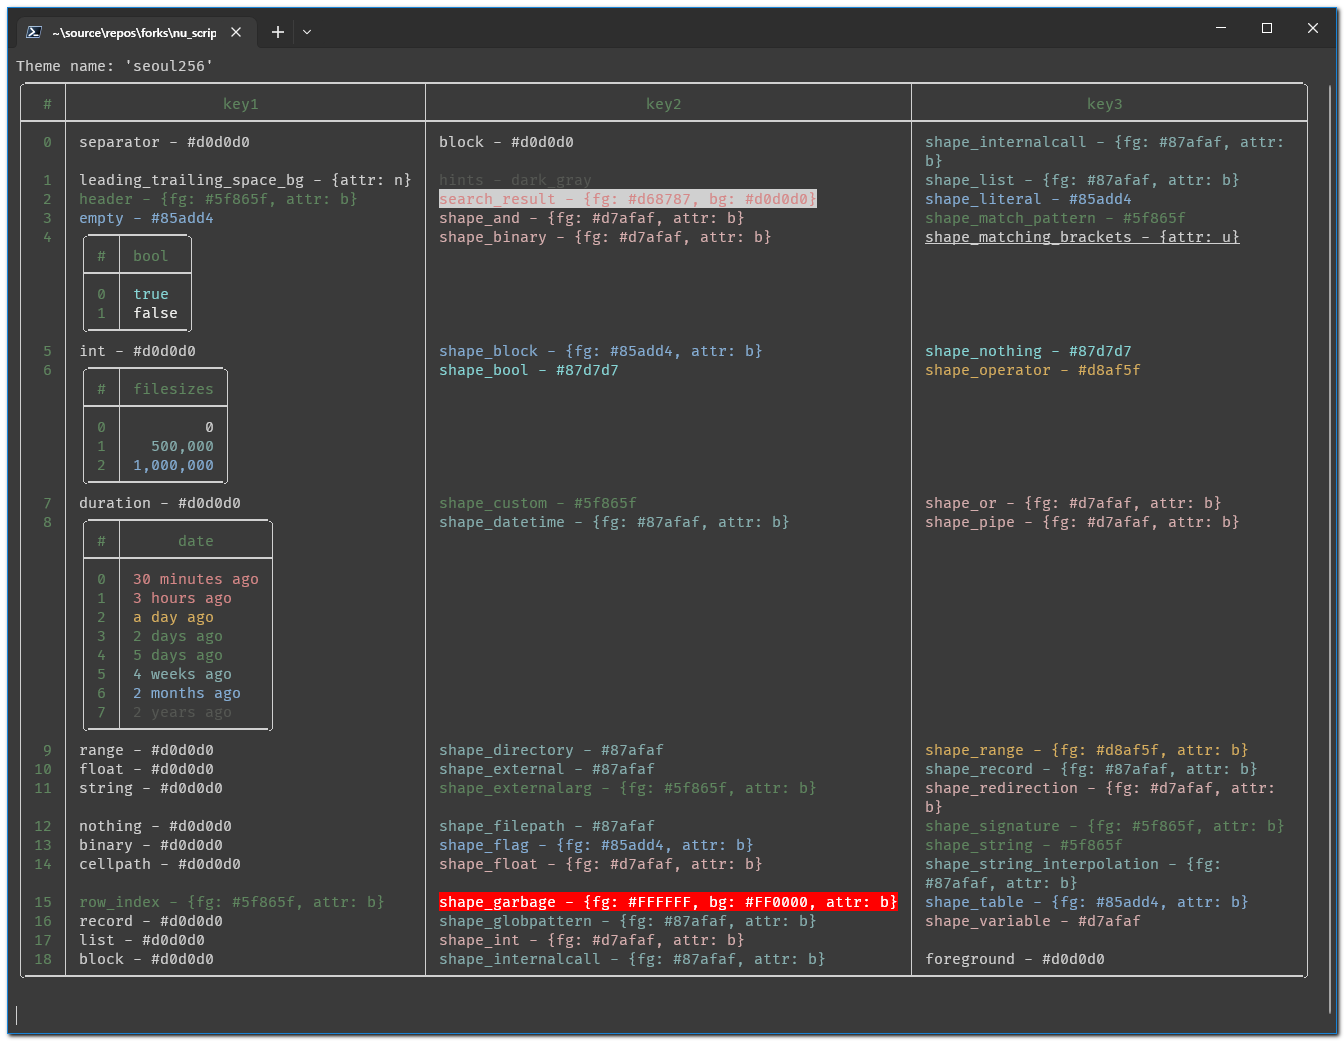 ~\source\repos\forks\nu_scrip
Theme name: 'seoul256'
# key1 key2 key3
0 separator - #d0d0d0 block - #d0d0d0 shape_internalcall - {fg: #87afaf, attr:
b}
1 leading_trailing_space_bg - {attr: n} hints - dark_gray shape_list - {fg: #87afaf, attr: b}
2 header - {fg: #5f865f, attr: b} search_result - {fg: #d68787, bg: #d0d0d0} shape_literal - #85add4
3 empty - #85add4 shape_and - {fg: #d7afaf, attr: b} shape_match_pattern - #5f865f
4 shape_binary - {fg: #d7afaf, attr: b} shape_matching_brackets - {attr: u}
# bool
0 true
1 false
5 int - #d0d0d0 shape_block - {fg: #85add4, attr: b} shape_nothing - #87d7d7
6 shape_bool - #87d7d7 shape_operator - #d8af5f
# filesizes
0 0
1 500,000
2 1,000,000
7 duration - #d0d0d0 shape_custom - #5f865f shape_or - {fg: #d7afaf, attr: b}
8 shape_datetime - {fg: #87afaf, attr: b} shape_pipe - {fg: #d7afaf, attr: b}
# date
0 30 minutes ago
1 3 hours ago
2 a day ago
3 2 days ago
4 5 days ago
5 4 weeks ago
6 2 months ago
7 2 years ago
9 range - #d0d0d0 shape_directory - #87afaf shape_range - {fg: #d8af5f, attr: b}
10 float - #d0d0d0 shape_external - #87afaf shape_record - {fg: #87afaf, attr: b}
11 string - #d0d0d0 shape_externalarg - {fg: #5f865f, attr: b} shape_redirection - {fg: #d7afaf, attr:
b}
12 nothing - #d0d0d0 shape_filepath - #87afaf shape_signature - {fg: #5f865f, attr: b}
13 binary - #d0d0d0 shape_flag - {fg: #85add4, attr: b} shape_string - #5f865f
14 cellpath - #d0d0d0 shape_float - {fg: #d7afaf, attr: b} shape_string_interpolation - {fg:
#87afaf, attr: b}
15 row_index - {fg: #5f865f, attr: b} shape_garbage - {fg: #FFFFFF, bg: #FF0000, attr: b} shape_table - {fg: #85add4, attr: b}
16 record - #d0d0d0 shape_globpattern - {fg: #87afaf, attr: b} shape_variable - #d7afaf
17 list - #d0d0d0 shape_int - {fg: #d7afaf, attr: b}
18 block - #d0d0d0 shape_internalcall - {fg: #87afaf, attr: b} foreground - #d0d0d0